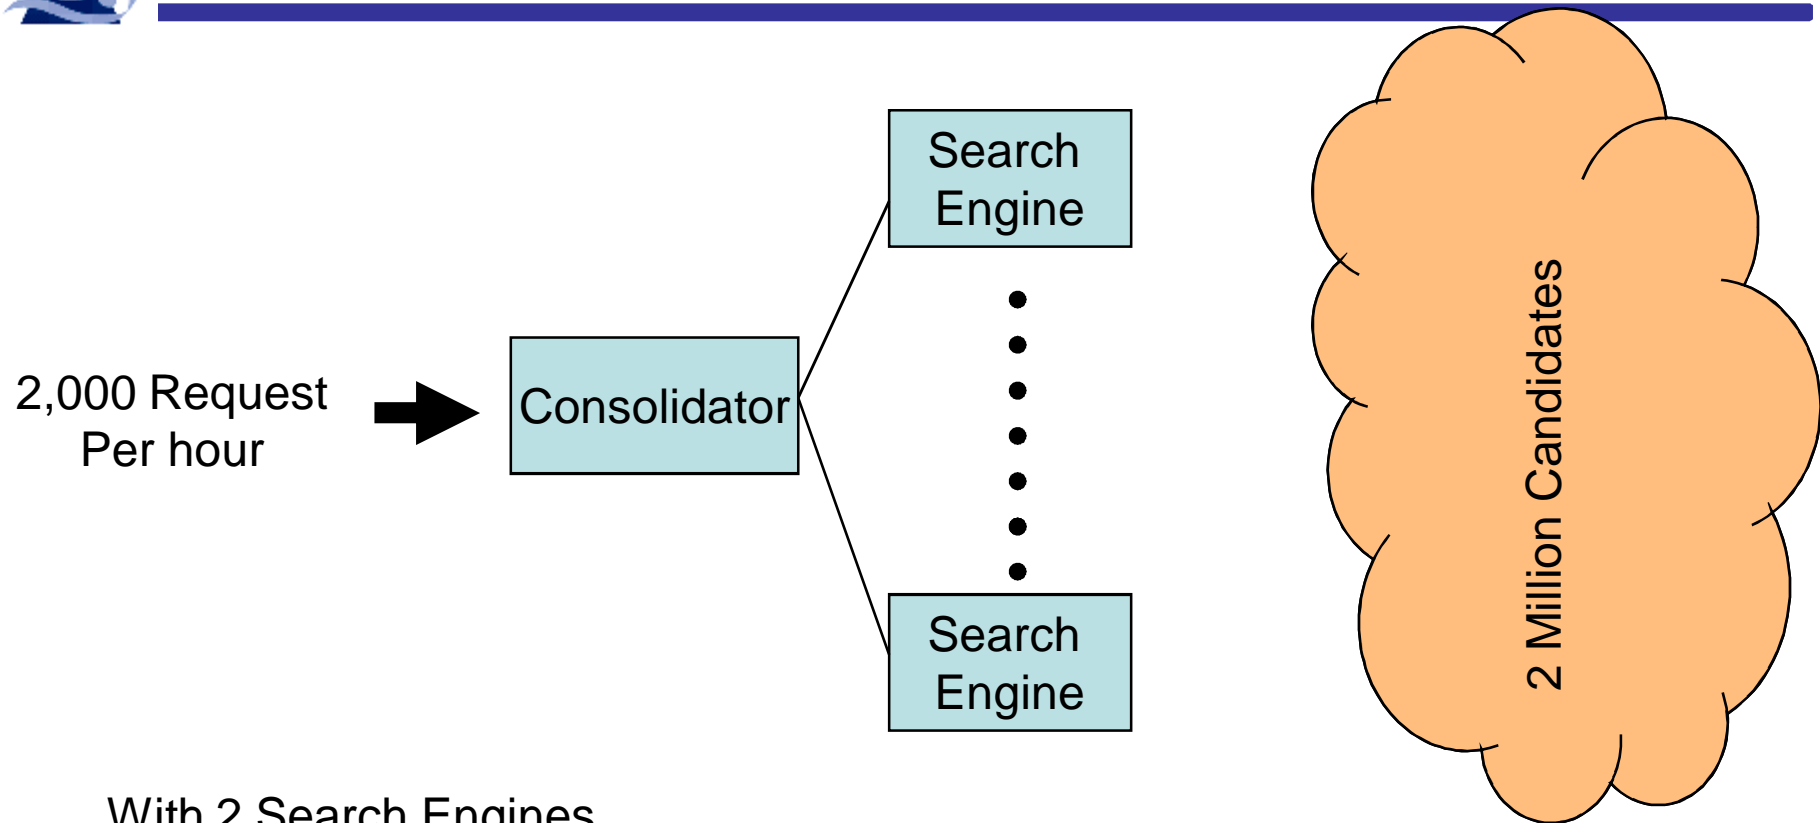 2,000 Request
Per hour
Consolidator
Search
Engine
Search
Engine
2 Million Candidates
With 2 Search Engines